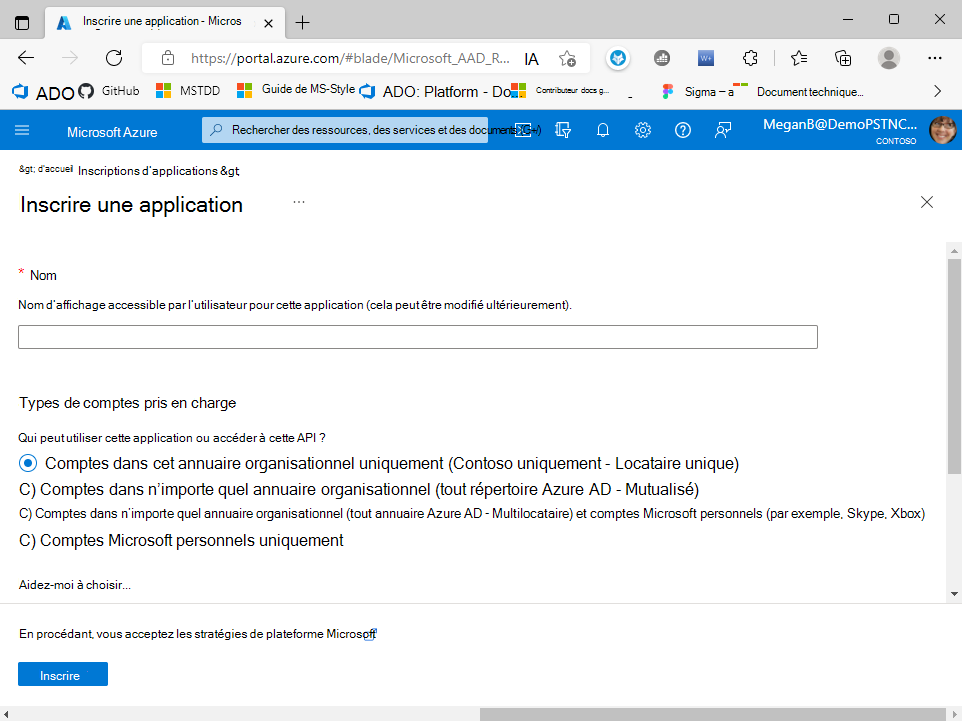 Inscrire une application - Micros
https://portal.azure.com/#blade/Microsoft_AAD_R...
IA
ADO
GitHub
MSTDD
Guide de MS-Style
ADO: Platform - Do
Contributeur docs g...
Sigma – a
Document technique...
Microsoft Azure
Rechercher des ressources, des services et des documents (G+/)
MeganB@DemoPSTNC...
CONTOSO
&gt; d'accueil Inscriptions d'applications &gt;
Inscrire une application
...
* Nom
Nom d'affichage accessible par l'utilisateur pour cette application (cela peut être modifié ultérieurement).
Types de comptes pris en charge
Qui peut utiliser cette application ou accéder à cette API ?
Comptes dans cet annuaire organisationnel uniquement (Contoso uniquement - Locataire unique)
C) Comptes dans n'importe quel annuaire organisationnel (tout répertoire Azure AD - Mutualisé)
C) Comptes dans n'importe quel annuaire organisationnel (tout annuaire Azure AD - Multilocataire) et comptes Microsoft personnels (par exemple, Skype, Xbox)
C) Comptes Microsoft personnels uniquement
Aidez-moi à choisir...
En procédant, vous acceptez les stratégies de plateforme Microsoft
Inscrire